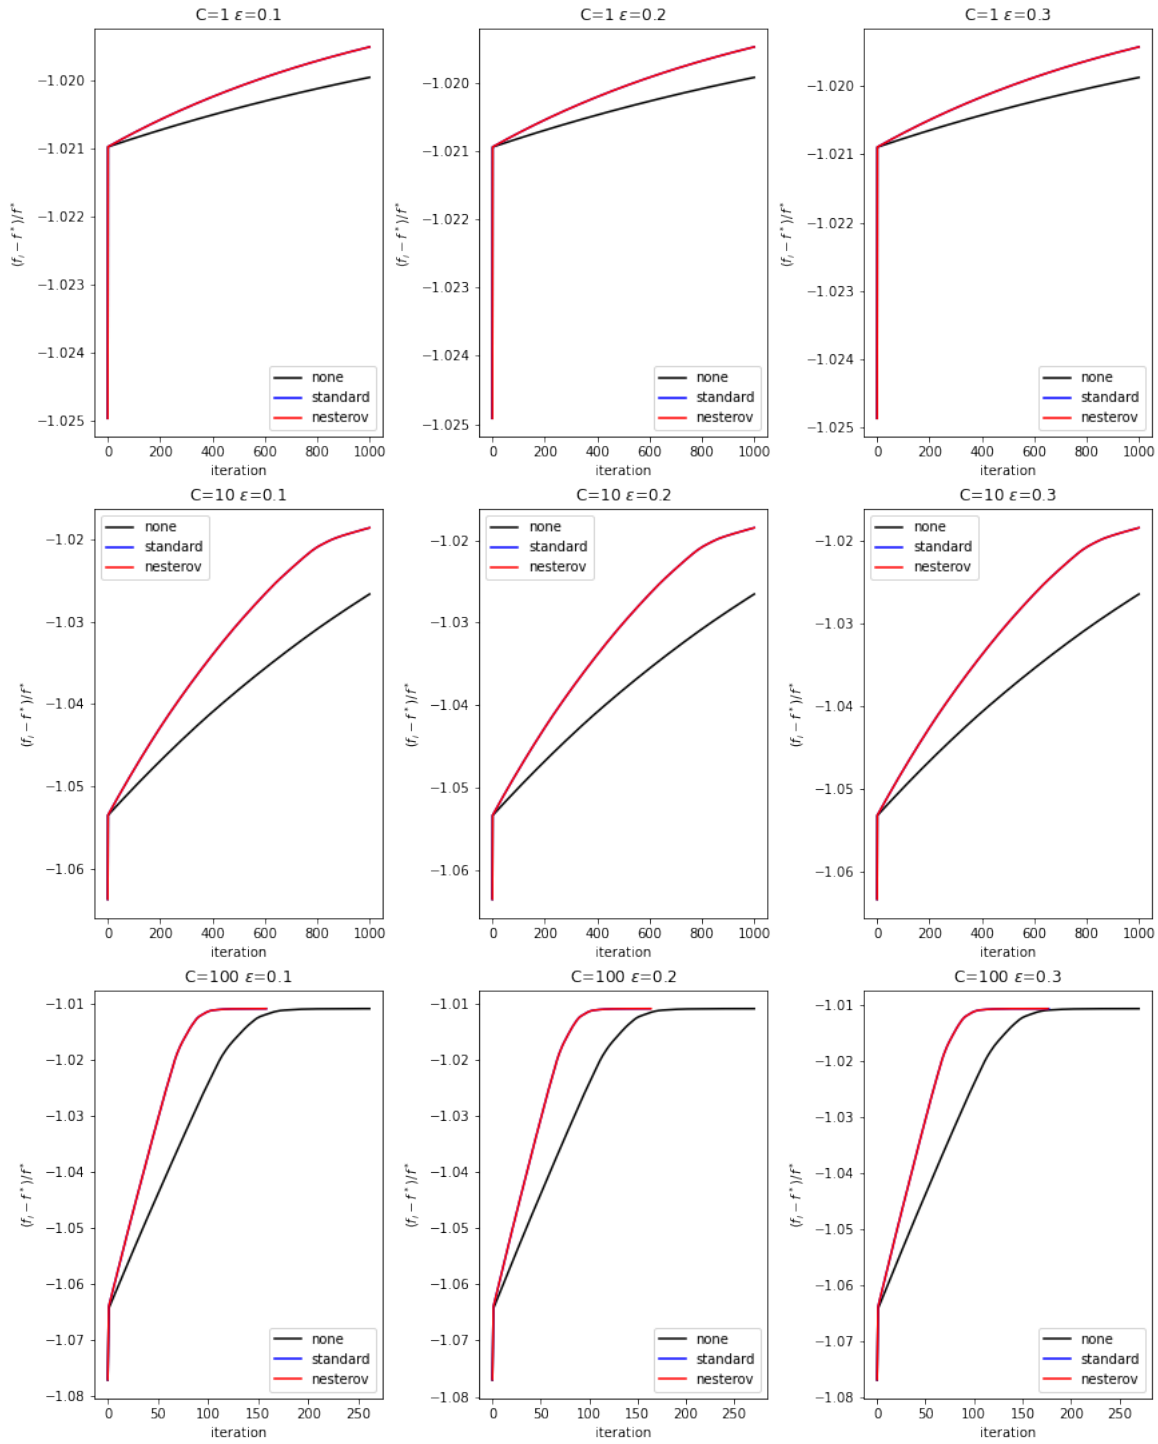 C=1 ε=0.1
−1.020
−1.021
−1.022
−1.023
−1.024
−1.025
(f_i − f*)/f*
none
standard
nesterov
0 200 400 600 800 1000
iteration
C=1 ε=0.2
−1.020
−1.021
−1.022
−1.023
−1.024
−1.025
(f_i − f*)/f*
none
standard
nesterov
0 200 400 600 800 1000
iteration
C=1 ε=0.3
−1.020
−1.021
−1.022
−1.023
−1.024
−1.025
(f_i − f*)/f*
none
standard
nesterov
0 200 400 600 800 1000
iteration
C=10 ε=0.1
none
standard
nesterov
−1.02
−1.03
−1.04
−1.05
−1.06
(f_i − f*)/f*
0 200 400 600 800 1000
iteration
C=10 ε=0.2
none
standard
nesterov
−1.02
−1.03
−1.04
−1.05
−1.06
(f_i − f*)/f*
0 200 400 600 800 1000
iteration
C=10 ε=0.3
none
standard
nesterov
−1.02
−1.03
−1.04
−1.05
−1.06
(f_i − f*)/f*
0 200 400 600 800 1000
iteration
C=100 ε=0.1
−1.01
−1.02
−1.03
−1.04
−1.05
−1.06
−1.07
−1.08
(f_i − f*)/f*
none
standard
nesterov
0 50 100 150 200 250
iteration
C=100 ε=0.2
−1.01
−1.02
−1.03
−1.04
−1.05
−1.06
−1.07
−1.08
(f_i − f*)/f*
none
standard
nesterov
0 50 100 150 200 250
iteration
C=100 ε=0.3
−1.01
−1.02
−1.03
−1.04
−1.05
−1.06
−1.07
−1.08
(f_i − f*)/f*
none
standard
nesterov
0 50 100 150 200 250
iteration